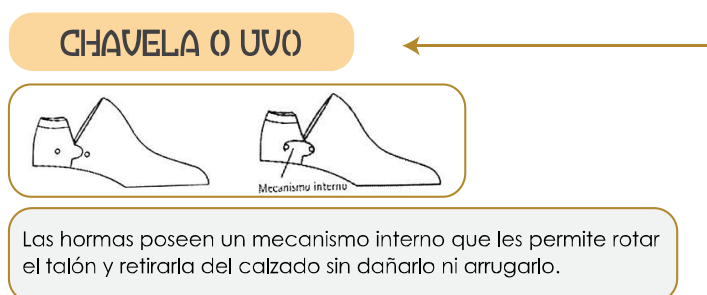 CHAVELA O UVO
Mecanismo interno
Las hormas poseen un mecanismo interno que les permite rotar
el talón y retirarla del calzado sin dañarlo ni arrugarlo.